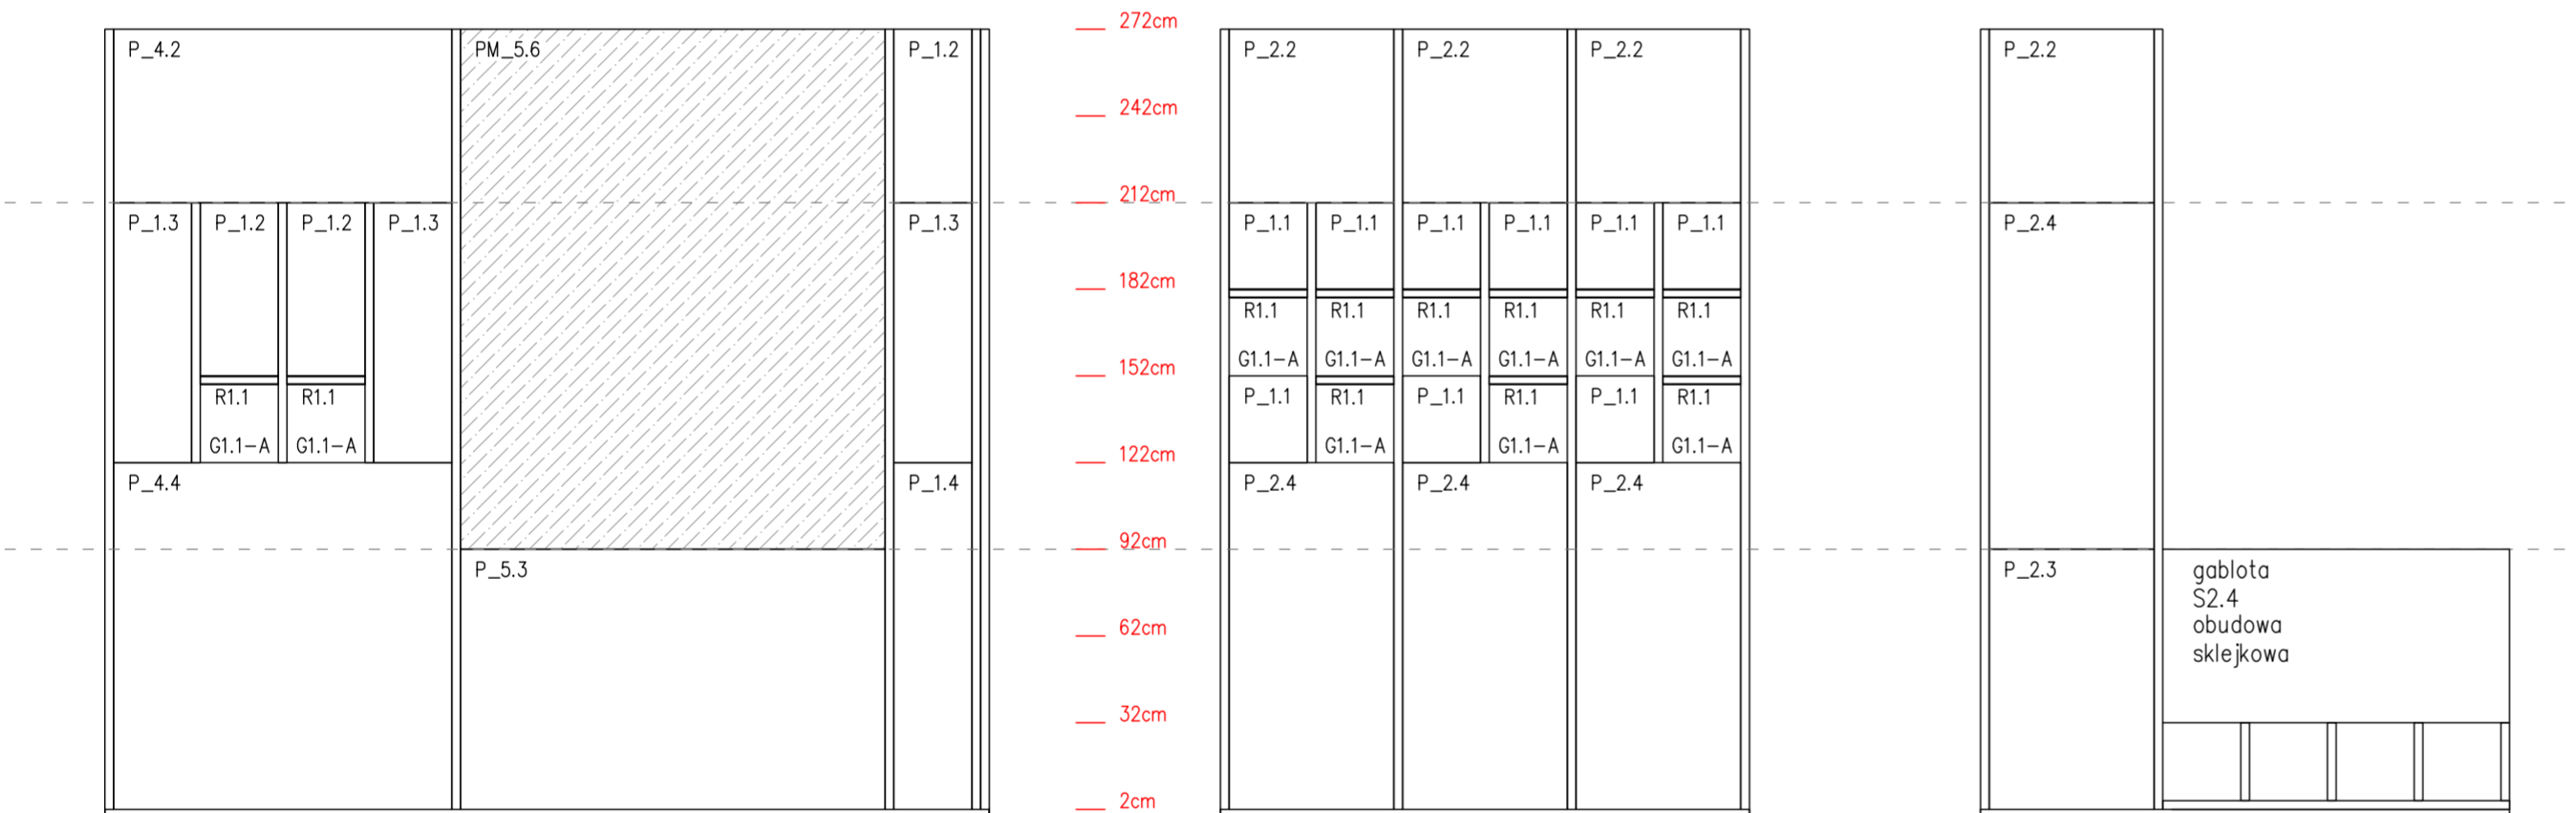 P_4.2 PM_5.6 P_1.2 272cm P_2.2 P_2.2 P_2.2 P_2.2
242cm
212cm
P_1.3 P_1.2 P_1.2 P_1.3 P_1.3 P_1.1 P_1.1 P_1.1 P_1.1 P_1.1 P_1.1 P_2.4
182cm
R1.1 R1.1 R1.1 R1.1 R1.1 R1.1
G1.1-A G1.1-A G1.1-A G1.1-A G1.1-A G1.1-A
152cm
R1.1 R1.1 P_1.1 R1.1 P_1.1 R1.1 P_1.1 R1.1
G1.1-A G1.1-A G1.1-A G1.1-A G1.1-A
122cm
P_4.4 P_1.4 P_2.4 P_2.4 P_2.4
92cm
P_5.3 P_2.3 gablota
S2.4
62cm obudowa
sklejkowa
32cm
2cm